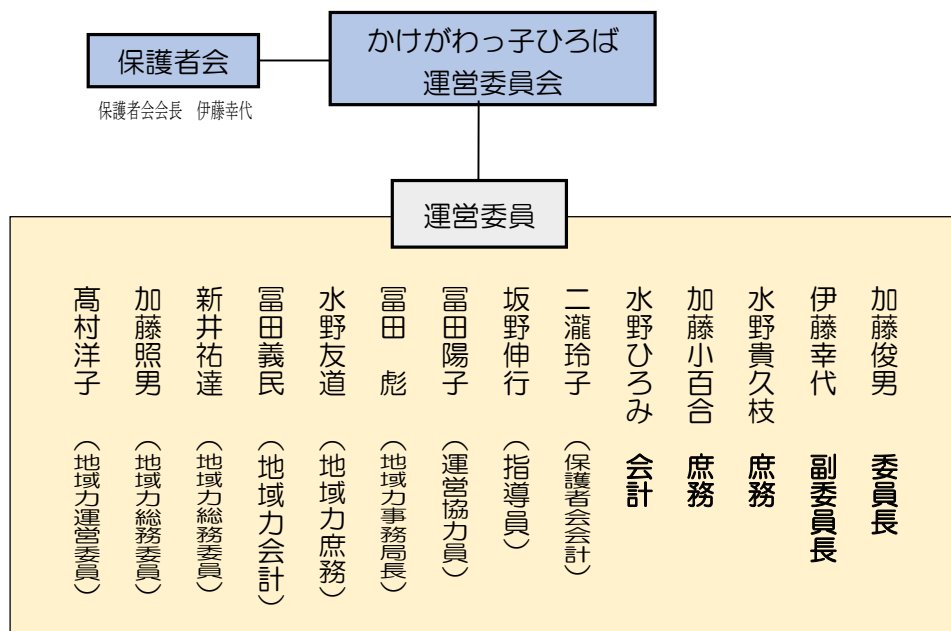 かけがわっ子ひろば
運営委員会
保護者会
保護者会会長　伊藤幸代
運営委員
加藤俊男　委員長
伊藤幸代　副委員長
水野貴久枝　庶務
加藤小百合　庶務
水野ひろみ　会計
二瀧玲子（保護者会会計）
坂野伸行（指導員）
冨田陽子（運営協力員）
冨田　彪（地域力事務局長）
水野友道（地域力庶務）
冨田義民（地域力会計）
新井祐達（地域力総務委員）
加藤照男（地域力総務委員）
髙村洋子（地域力運営委員）